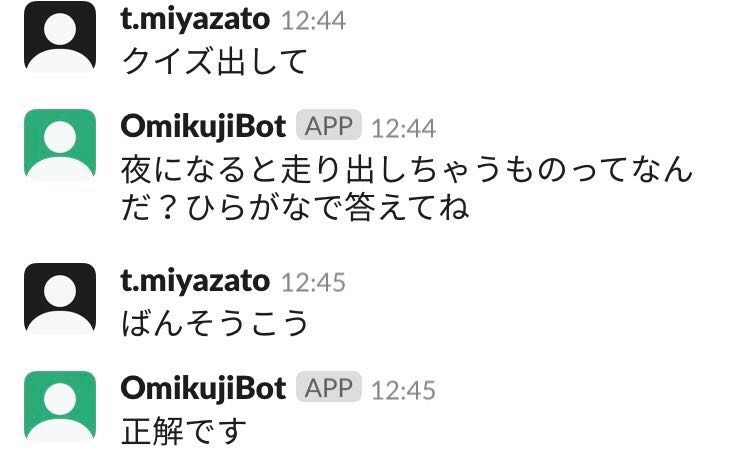 t.miyazato 12:44
クイズ出して
OmikujiBot APP 12:44
夜になると走り出しちゃうものってなん
だ？ひらがなで答えてね
t.miyazato 12:45
ばんそうこう
OmikujiBot APP 12:45
正解です